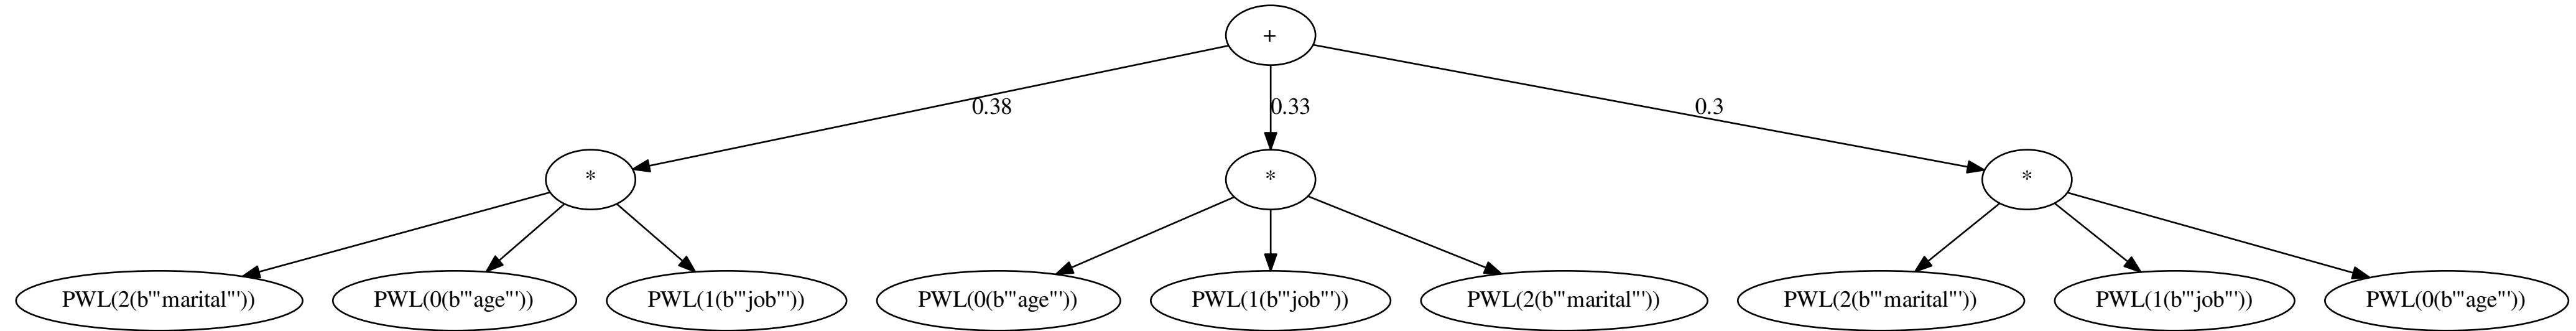 +
0.38
0.33
0.3
*
*
*
PWL(2(b'"marital"'))
PWL(0(b'"age"'))
PWL(1(b'"job"'))
PWL(0(b'"age"'))
PWL(1(b'"job"'))
PWL(2(b'"marital"'))
PWL(2(b'"marital"'))
PWL(1(b'"job"'))
PWL(0(b'"age"'))